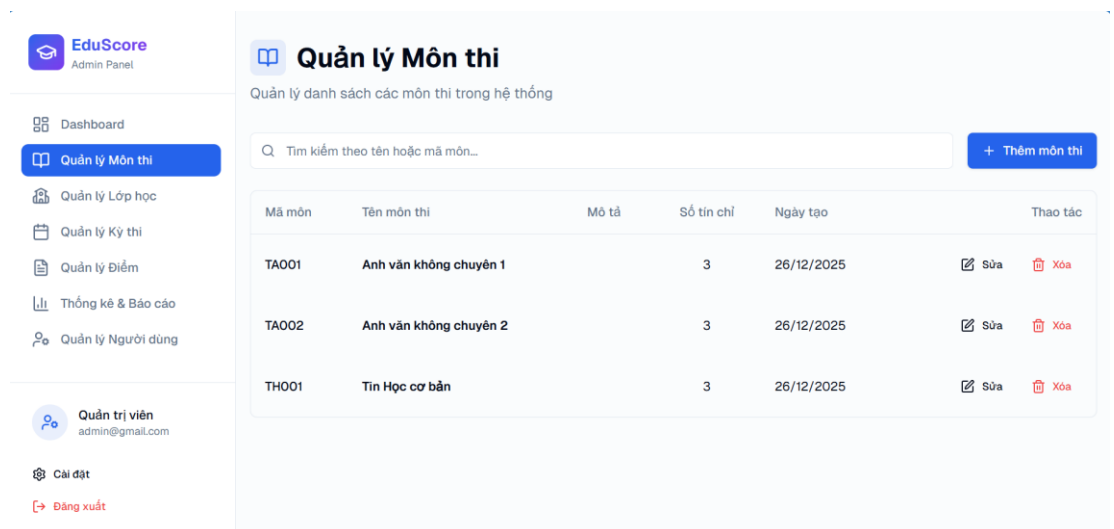 EduScore
Admin Panel
Dashboard
Quản lý Môn thi
Quản lý Lớp học
Quản lý Kỳ thi
Quản lý Điểm
Thống kê & Báo cáo
Quản lý Người dùng
Quản trị viên
admin@gmail.com
Cài đặt
Đăng xuất
Quản lý Môn thi
Quản lý danh sách các môn thi trong hệ thống
Tìm kiếm theo tên hoặc mã môn...
+ Thêm môn thi
Mã môn Tên môn thi Mô tả Số tín chỉ Ngày tạo Thao tác
TA001 Anh văn không chuyên 1 3 26/12/2025 Sửa Xóa
TA002 Anh văn không chuyên 2 3 26/12/2025 Sửa Xóa
TH001 Tin Học cơ bản 3 26/12/2025 Sửa Xóa